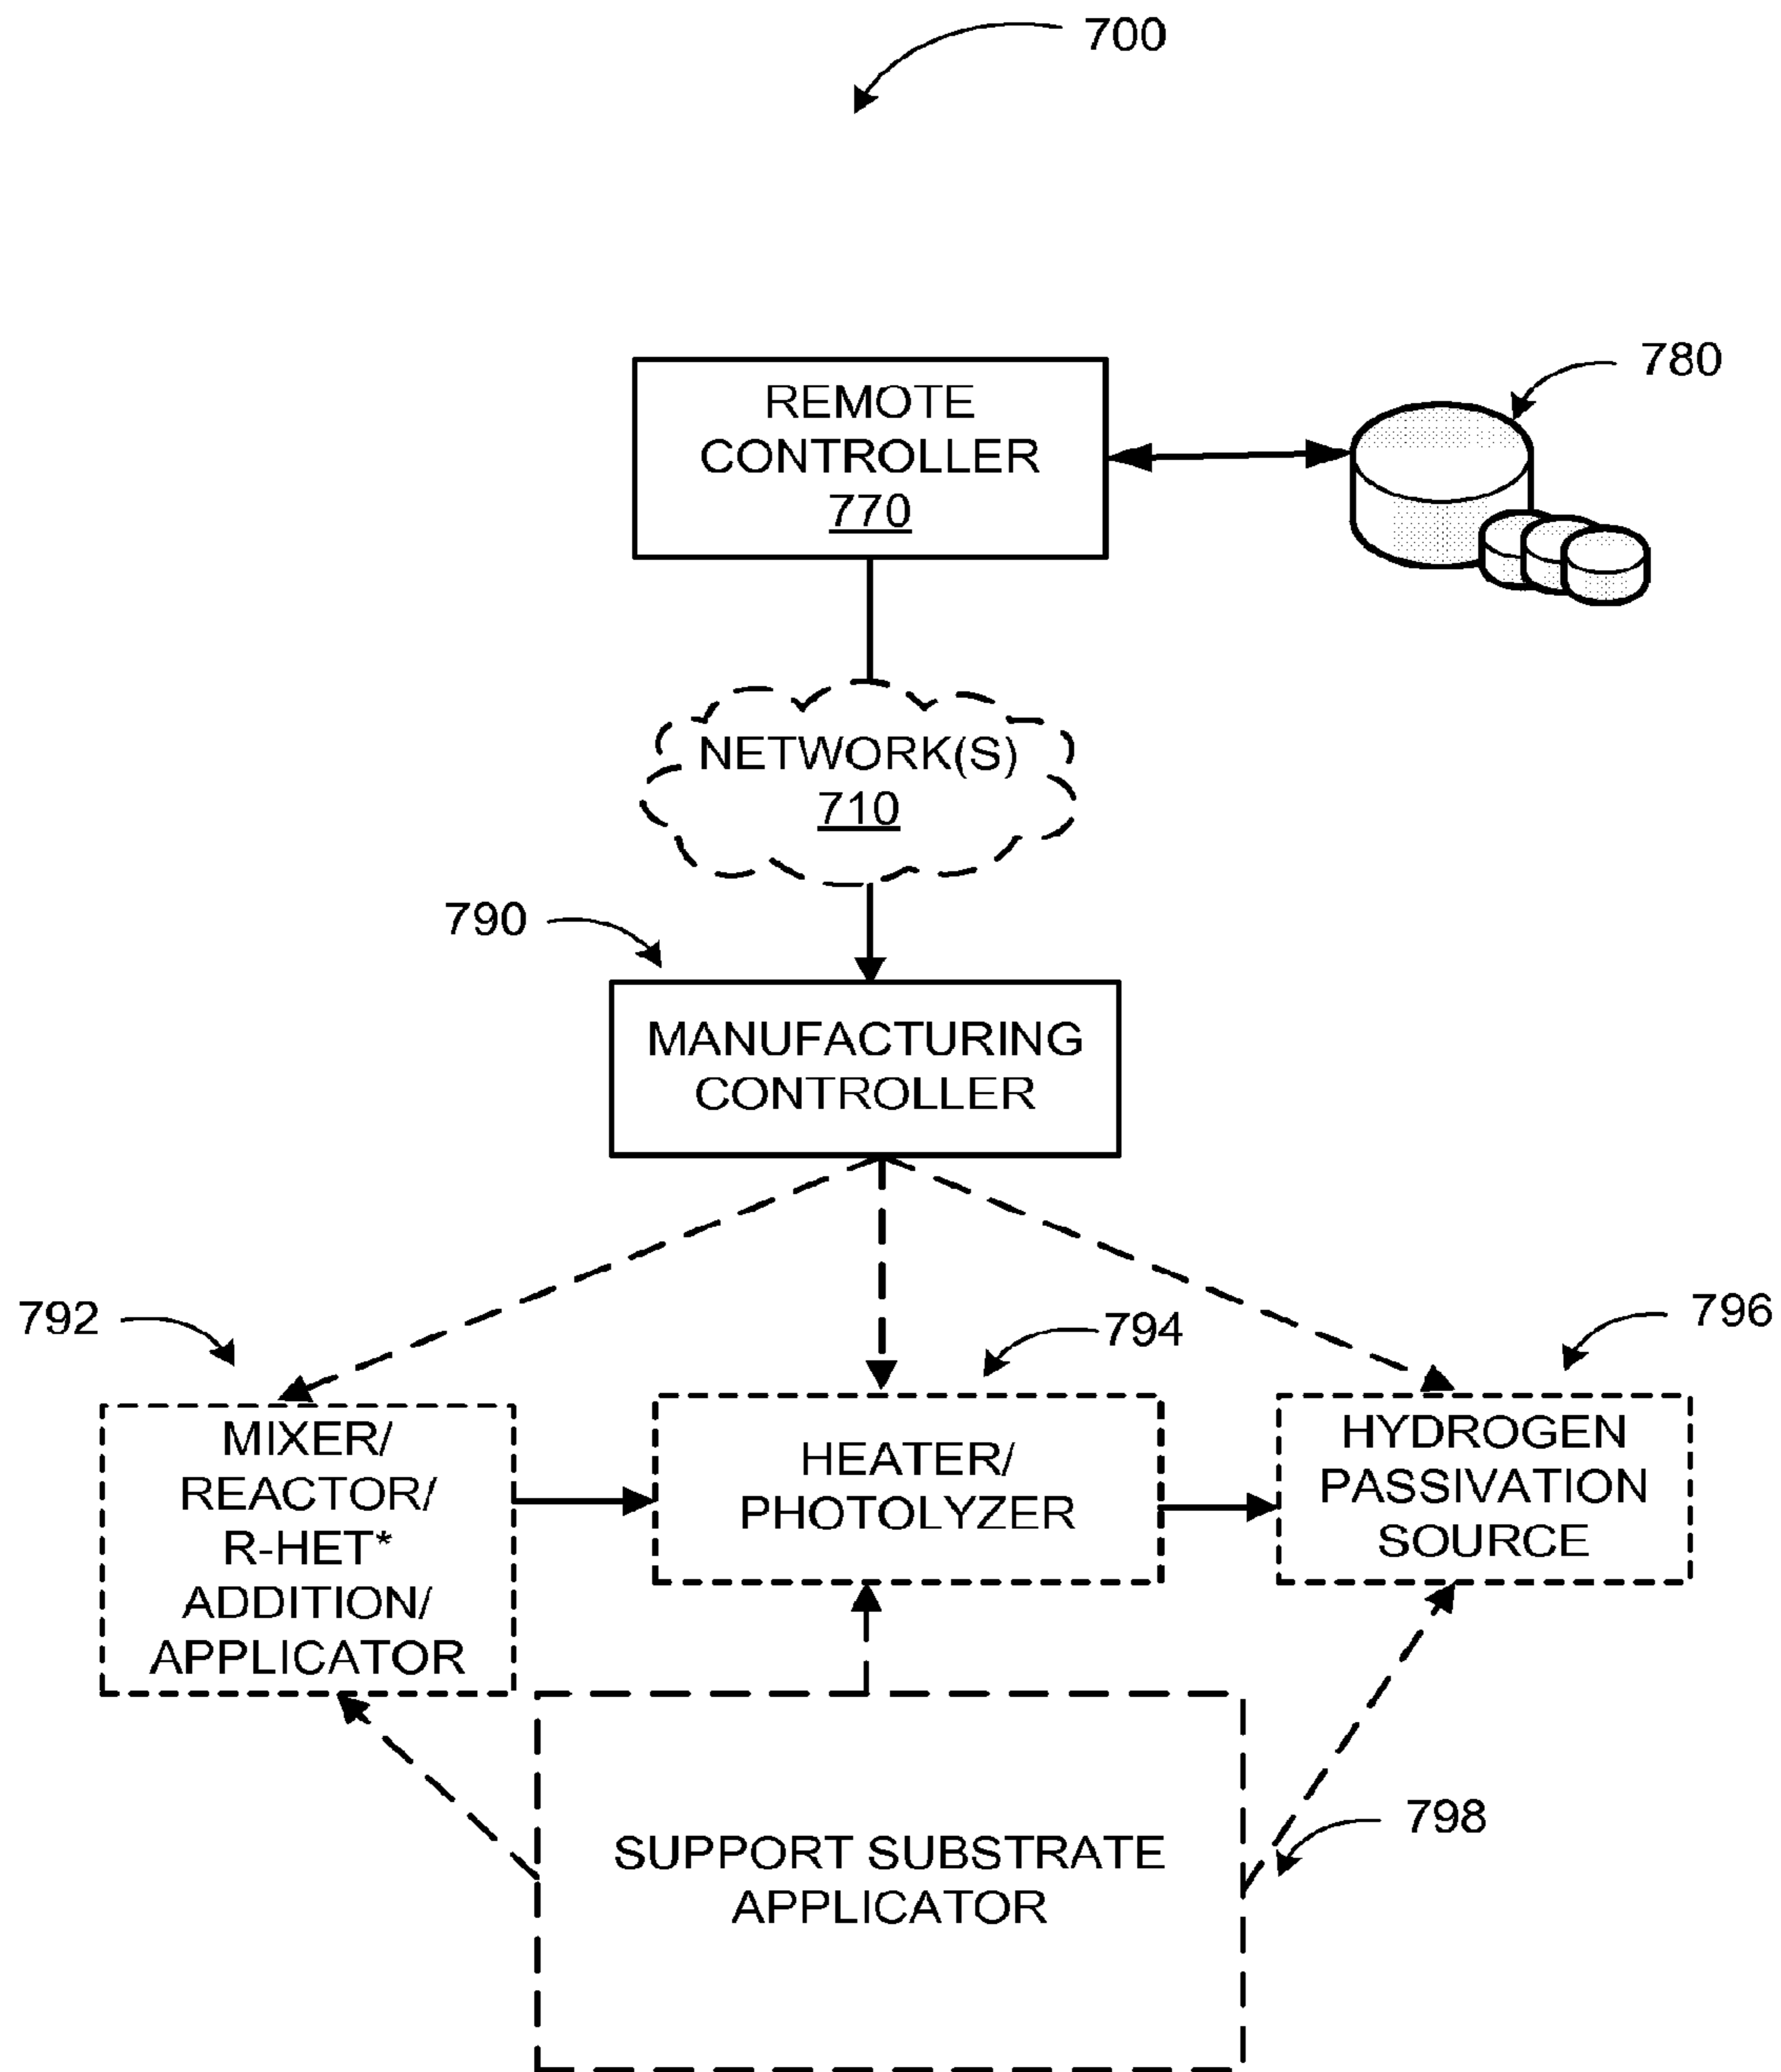 700
REMOTE
CONTROLLER
770
780
NETWORK(S)
710
790
MANUFACTURING
CONTROLLER
792
794
796
MIXER/
REACTOR/
R-HET*
ADDITION/
APPLICATOR
HEATER/
PHOTOLYZER
HYDROGEN
PASSIVATION
SOURCE
798
SUPPORT SUBSTRATE
APPLICATOR